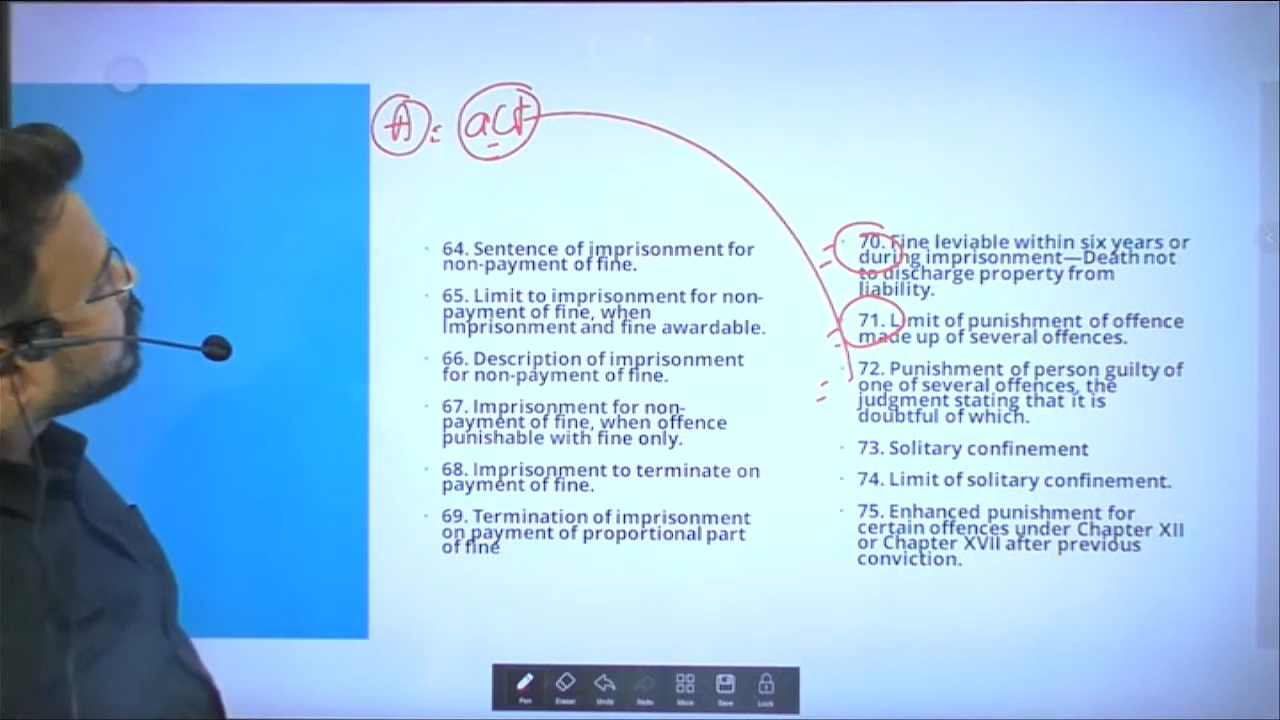 A : act
64. Sentence of imprisonment for
non-payment of fine.
65. Limit to imprisonment for non-
payment of fine, when
imprisonment and fine awardable.
66. Description of imprisonment
for non-payment of fine.
67. Imprisonment for non-
payment of fine, when offence
punishable with fine only.
68. Imprisonment to terminate on
payment of fine.
69. Termination of imprisonment
on payment of proportional part
of fine
70. Fine leviable within six years or
during imprisonment—Death not
to discharge property from
liability.
71. Limit of punishment of offence
made up of several offences.
72. Punishment of person guilty of
one of several offences, the
judgment stating that it is
doubtful of which.
73. Solitary confinement
74. Limit of solitary confinement.
75. Enhanced punishment for
certain offences under Chapter XII
or Chapter XVII after previous
conviction.
Pen Eraser Undo Redo More Save Lock